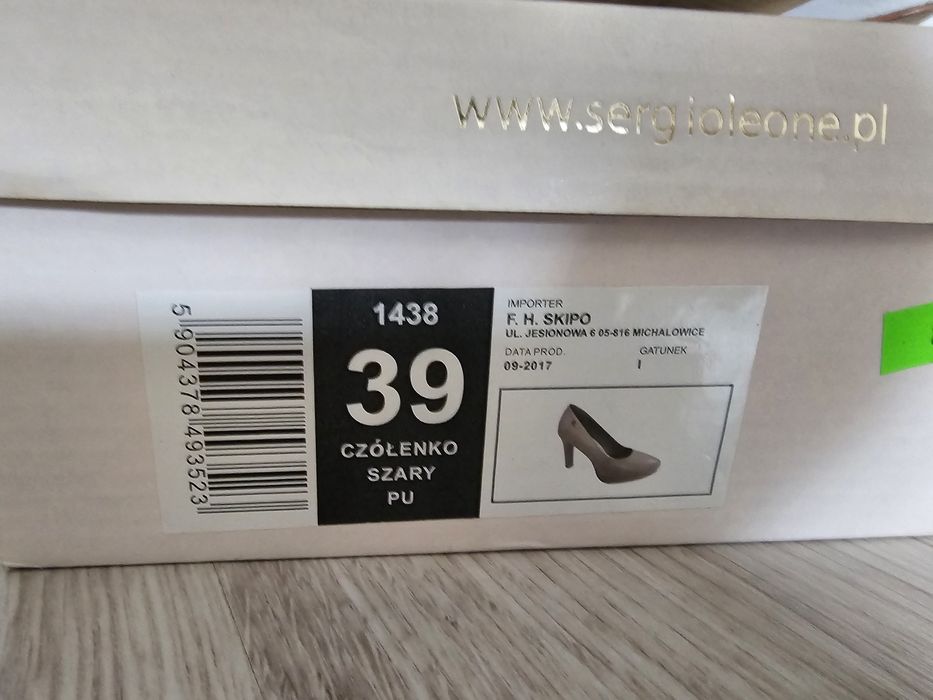 www.sergioleone.pl
5 904378 493523
1438
39
CZÓŁENKO
SZARY
PU
IMPORTER
F. H. SKIPO
UL. JESIONOWA 6 05-816 MICHALOWICE
DATA PROD.
GATUNEK
09-2017
I